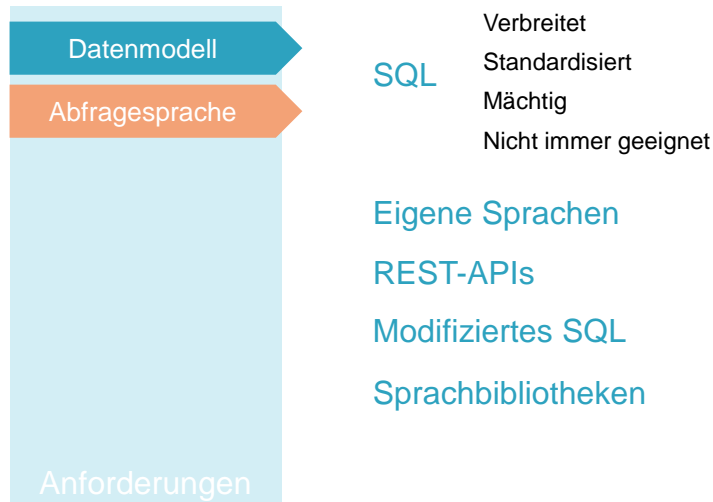 Datenmodell
Abfragesprache
Anforderungen
SQL
Verbreitet
Standardisiert
Mächtig
Nicht immer geeignet
Eigene Sprachen
REST-APIs
Modifiziertes SQL
Sprachbibliotheken